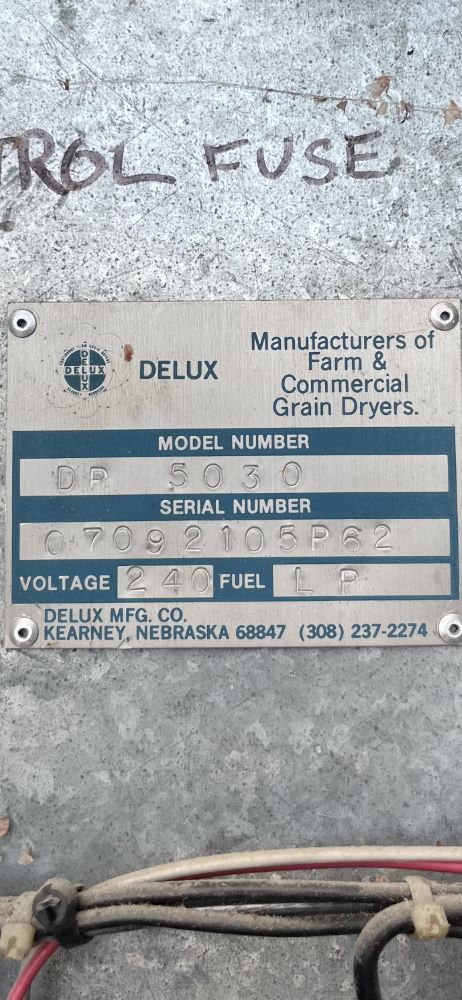 TROL FUSE
DELUX
DELUX
Manufacturers of
Farm &
Commercial
Grain Dryers.
MODEL NUMBER
DP 5030
SERIAL NUMBER
07092105P62
VOLTAGE 240 FUEL LP
DELUX MFG. CO.
KEARNEY, NEBRASKA 68847 (308) 237-2274